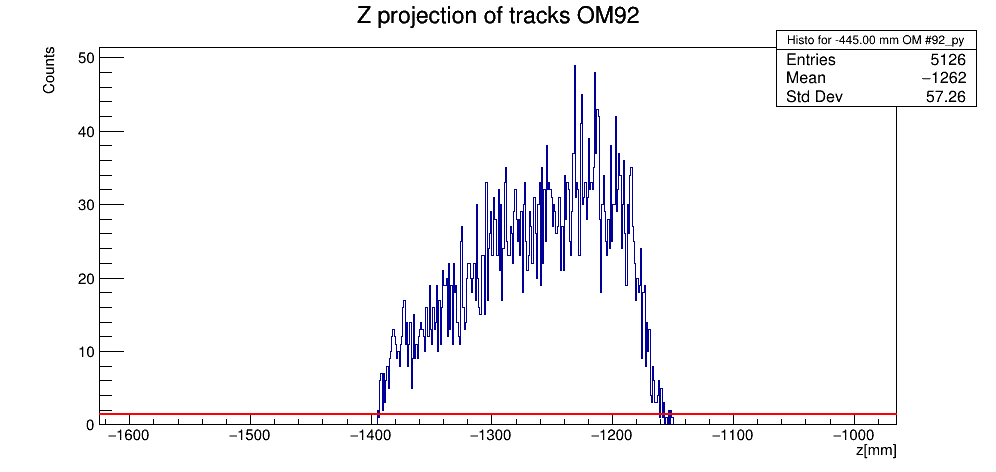 Z projection of tracks OM92
Histo for -445.00 mm OM #92_py
Entries 5126
Mean −1262
Std Dev 57.26
Counts
50
40
30
20
10
0
−1600 −1500 −1400 −1300 −1200 −1100 −1000
z[mm]